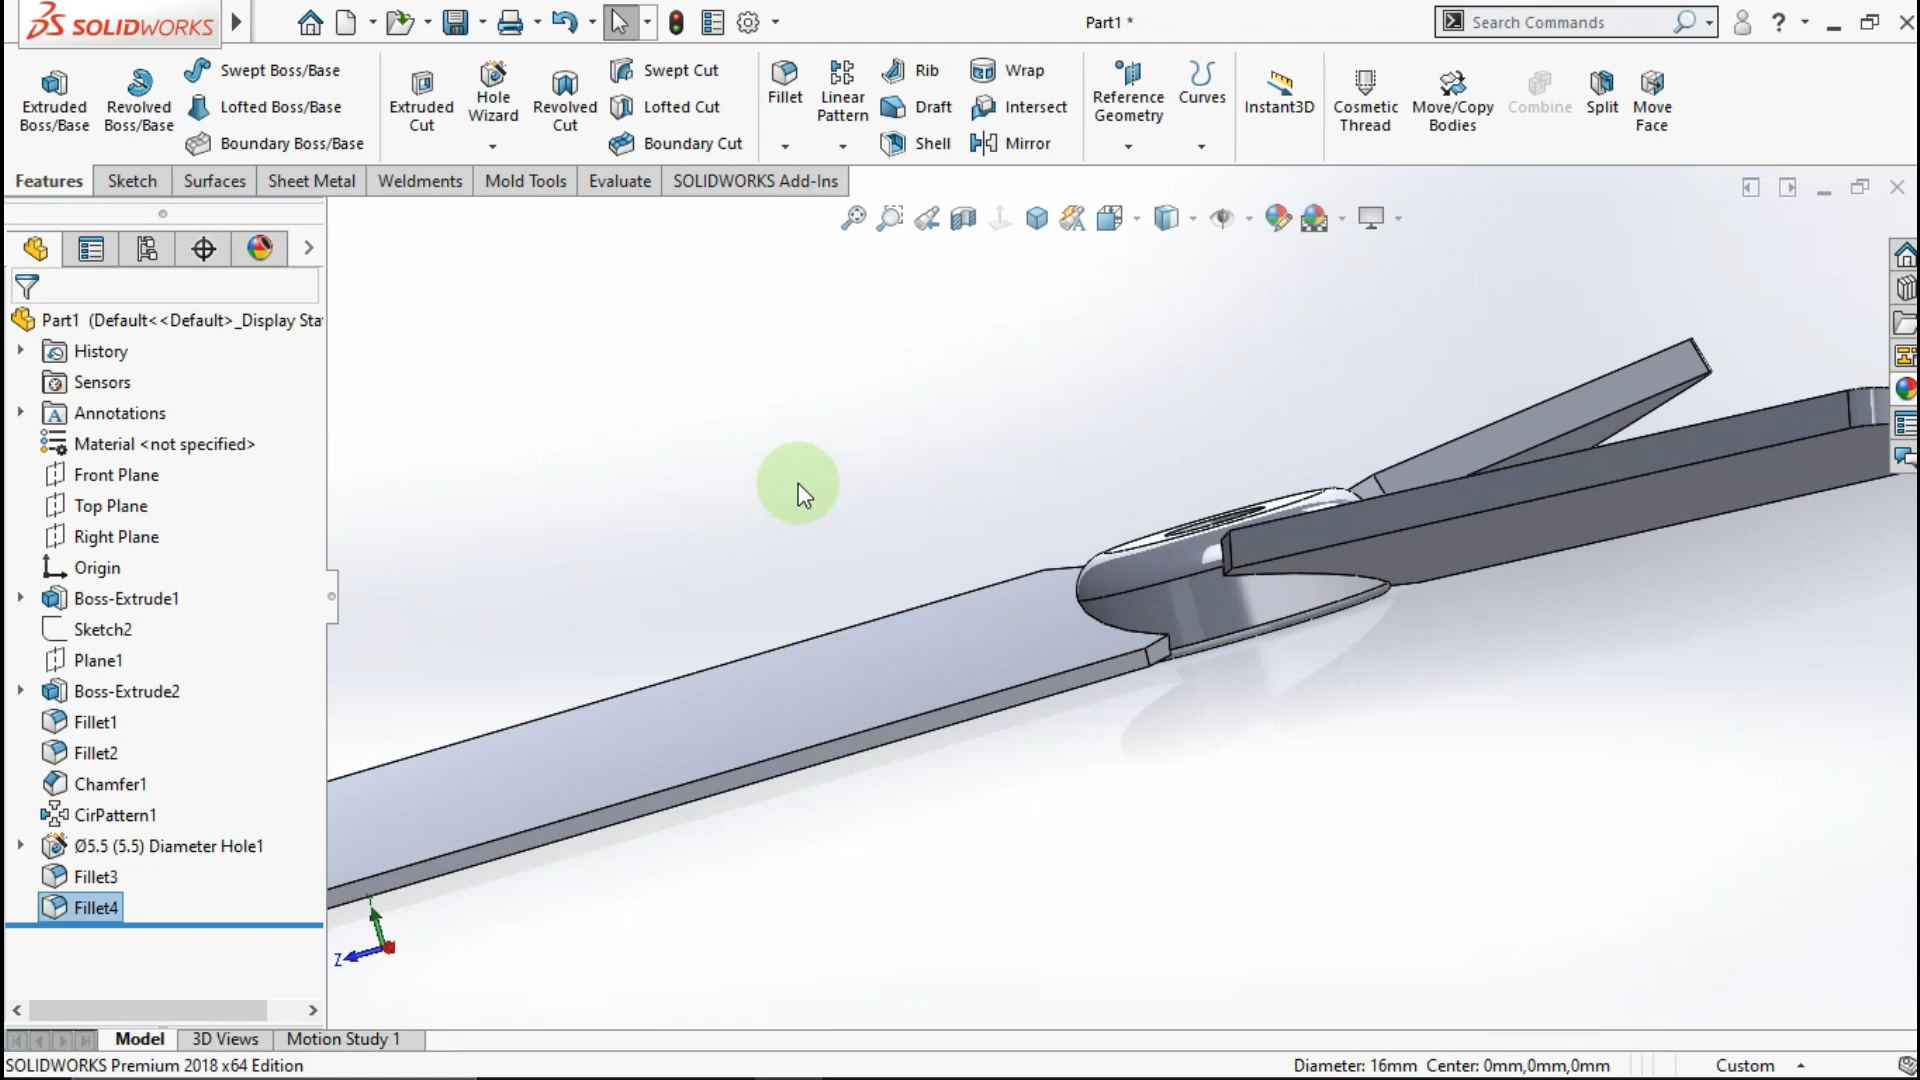 SOLIDWORKS
Part1 *
Search Commands
?
Extruded
Boss/Base
Revolved
Boss/Base
Swept Boss/Base
Lofted Boss/Base
Boundary Boss/Base
Extruded
Cut
Hole
Wizard
Revolved
Cut
Swept Cut
Lofted Cut
Boundary Cut
Fillet
Linear
Pattern
Rib
Draft
Shell
Wrap
Intersect
Mirror
Reference
Geometry
Curves
Instant3D
Cosmetic
Thread
Move/Copy
Bodies
Combine
Split
Move
Face
Features
Sketch
Surfaces
Sheet Metal
Weldments
Mold Tools
Evaluate
SOLIDWORKS Add-Ins
Part1 (Default<<Default>_Display Sta
History
Sensors
Annotations
Material <not specified>
Front Plane
Top Plane
Right Plane
Origin
Boss-Extrude1
Sketch2
Plane1
Boss-Extrude2
Fillet1
Fillet2
Chamfer1
CirPattern1
Ø5.5 (5.5) Diameter Hole1
Fillet3
Fillet4
Y
Z
Model
3D Views
Motion Study 1
SOLIDWORKS Premium 2018 x64 Edition
Diameter: 16mm Center: 0mm,0mm,0mm
Custom